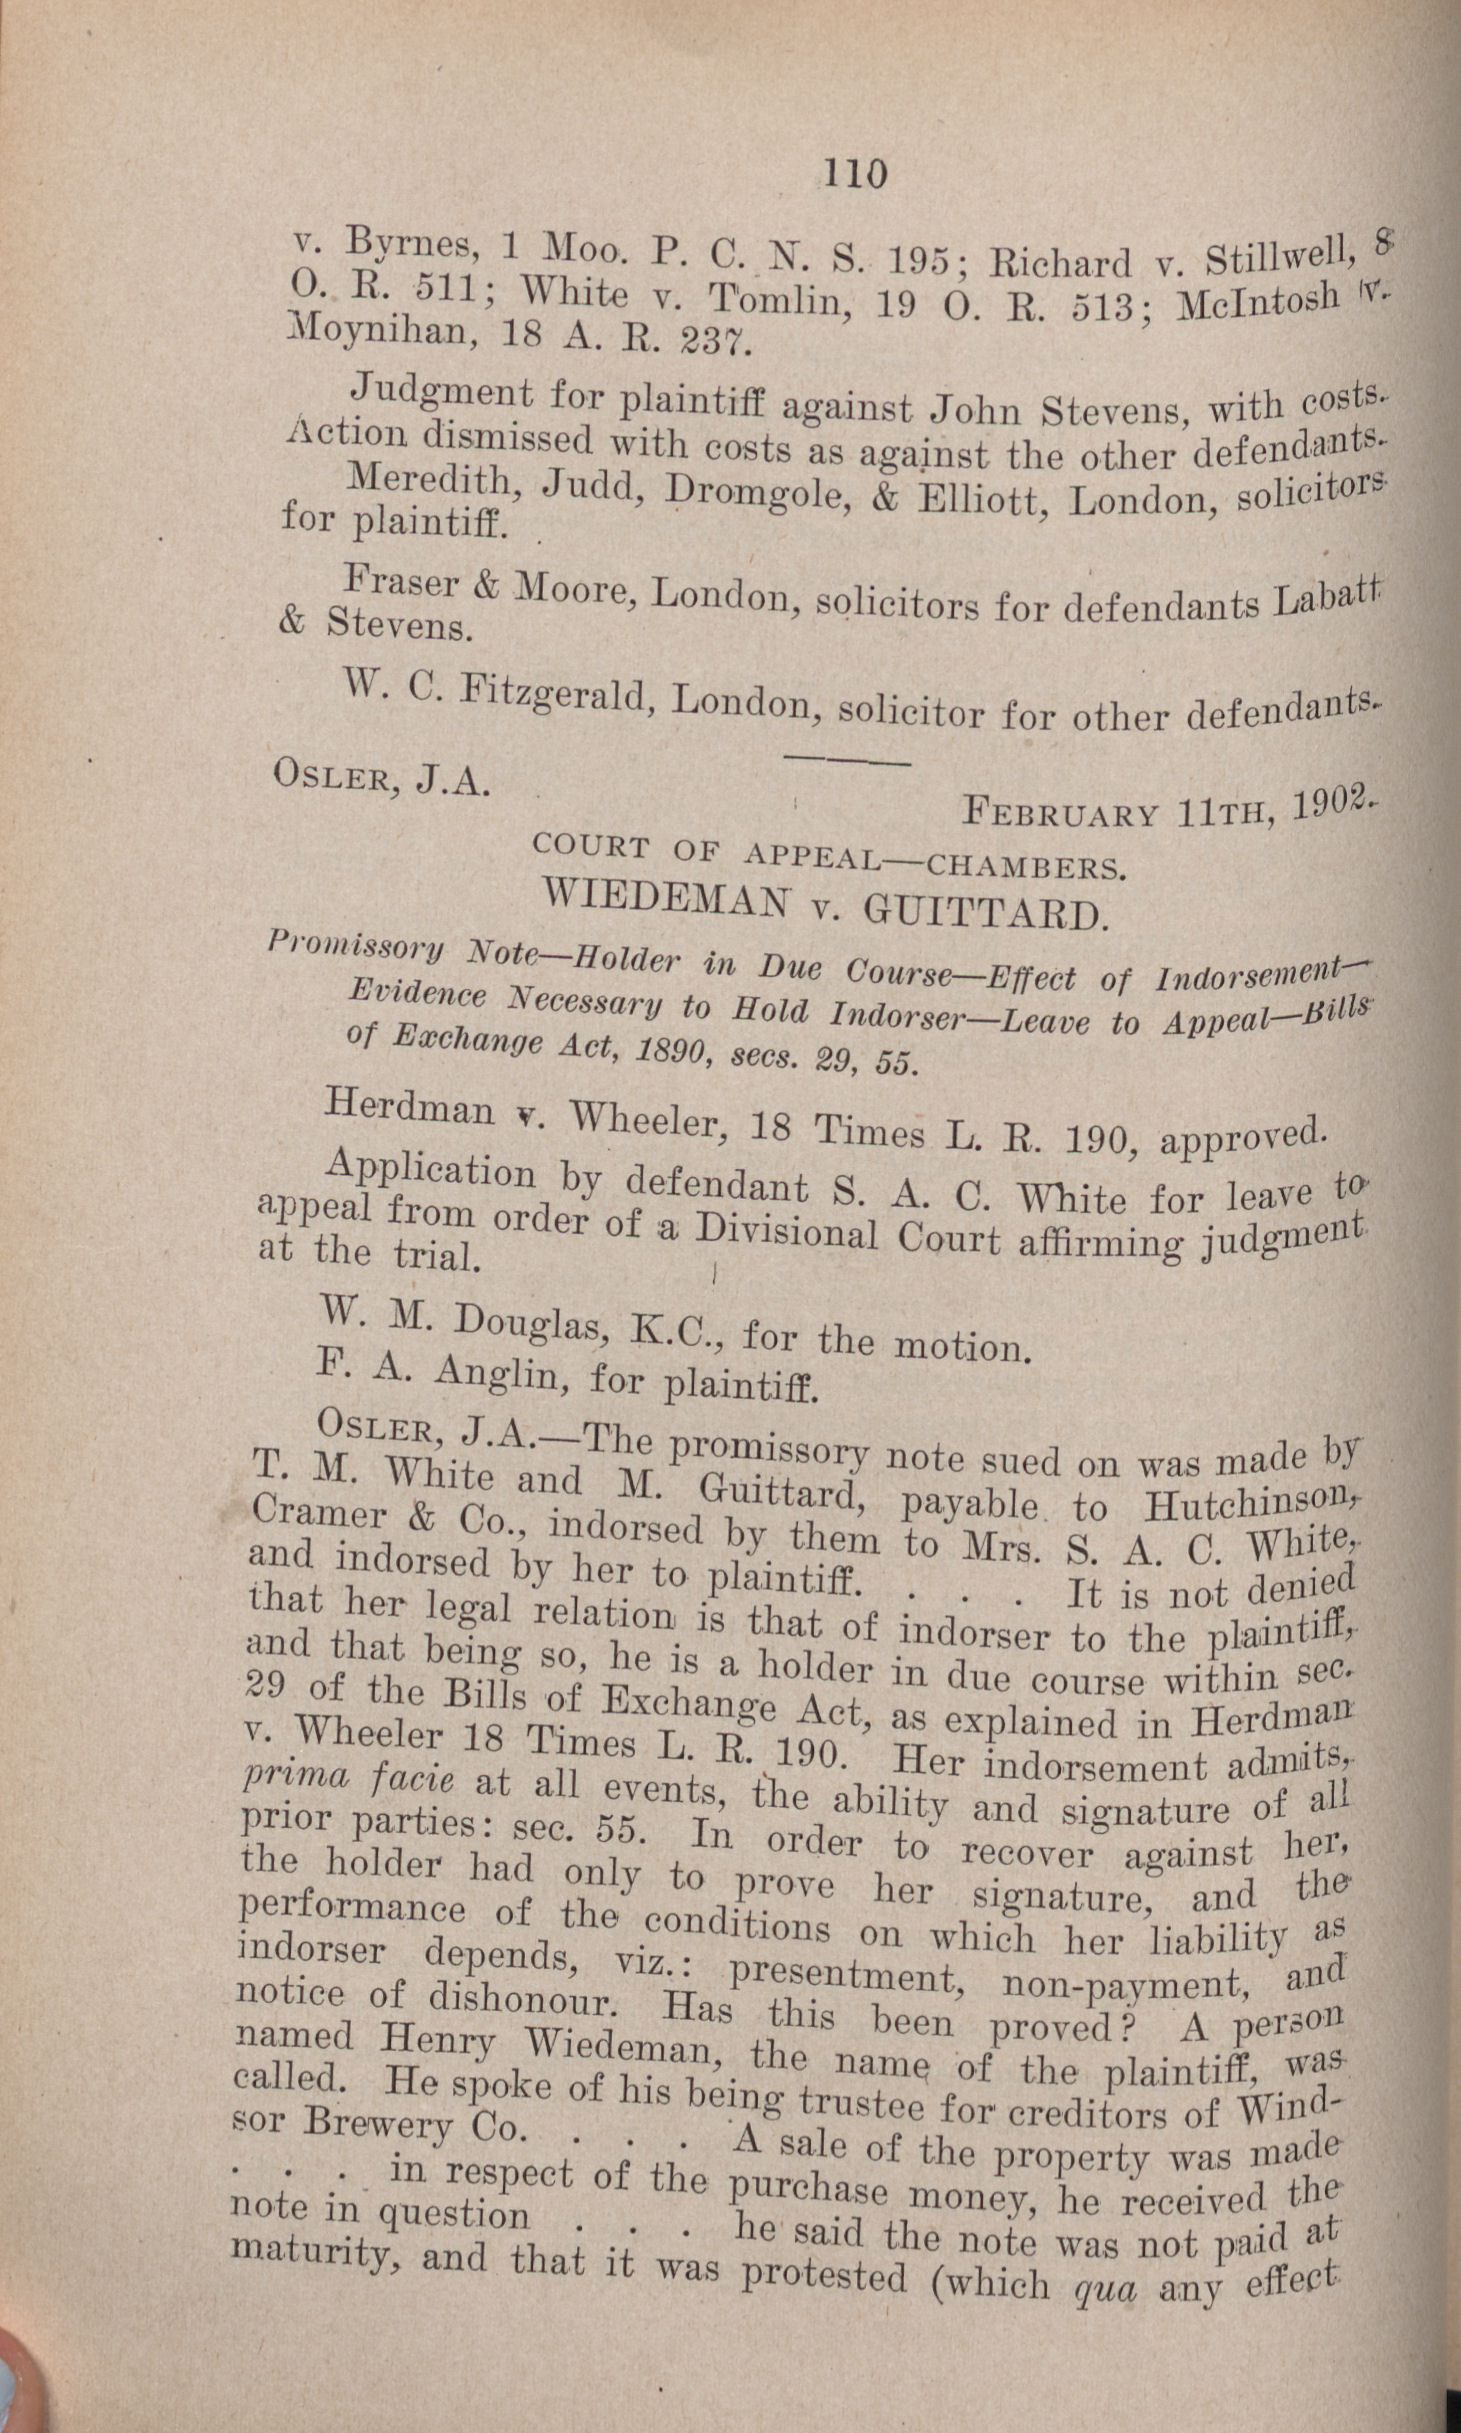 110
v. Byrnes, 1 Moo. P. C. N. S. 195; Richard v. Stillwell, 8
O. R. 511; White v. Tomlin, 19 O. R. 513; McIntosh v.
Moynihan, 18 A. R. 237.
Judgment for plaintiff against John Stevens, with costs.
Action dismissed with costs as against the other defendants.
Meredith, Judd, Dromgole, & Elliott, London, solicitors
for plaintiff.
Fraser & Moore, London, solicitors for defendants Labatt
& Stevens.
W. C. Fitzgerald, London, solicitor for other defendants.
OSLER, J.A.
FEBRUARY 11TH, 1902.
COURT OF APPEAL—CHAMBERS.
WIEDEMAN v. GUITTARD.
Promissory Note—Holder in Due Course—Effect of Indorsement—
Evidence Necessary to Hold Indorser—Leave to Appeal—Bills
of Exchange Act, 1890, secs. 29, 55.
Herdman v. Wheeler, 18 Times L. R. 190, approved.
Application by defendant S. A. C. White for leave to
appeal from order of a Divisional Court affirming judgment
at the trial.
W. M. Douglas, K.C., for the motion.
F. A. Anglin, for plaintiff.
OSLER, J.A.—The promissory note sued on was made by
T. M. White and M. Guittard, payable to Hutchinson,
Cramer & Co., indorsed by them to Mrs. S. A. C. White,
and indorsed by her to plaintiff. . . . It is not denied
that her legal relation is that of indorser to the plaintiff,
and that being so, he is a holder in due course within sec.
29 of the Bills of Exchange Act, as explained in Herdman
v. Wheeler 18 Times L. R. 190. Her indorsement admits,
prima facie at all events, the ability and signature of all
prior parties: sec. 55. In order to recover against her,
the holder had only to prove her signature, and the
performance of the conditions on which her liability as
indorser depends, viz.: presentment, non-payment, and
notice of dishonour. Has this been proved? A person
named Henry Wiedeman, the name of the plaintiff, was
called. He spoke of his being trustee for creditors of Wind-
sor Brewery Co. . . . A sale of the property was made
. . . in respect of the purchase money, he received the
note in question . . . he said the note was not paid at
maturity, and that it was protested (which qua any effect